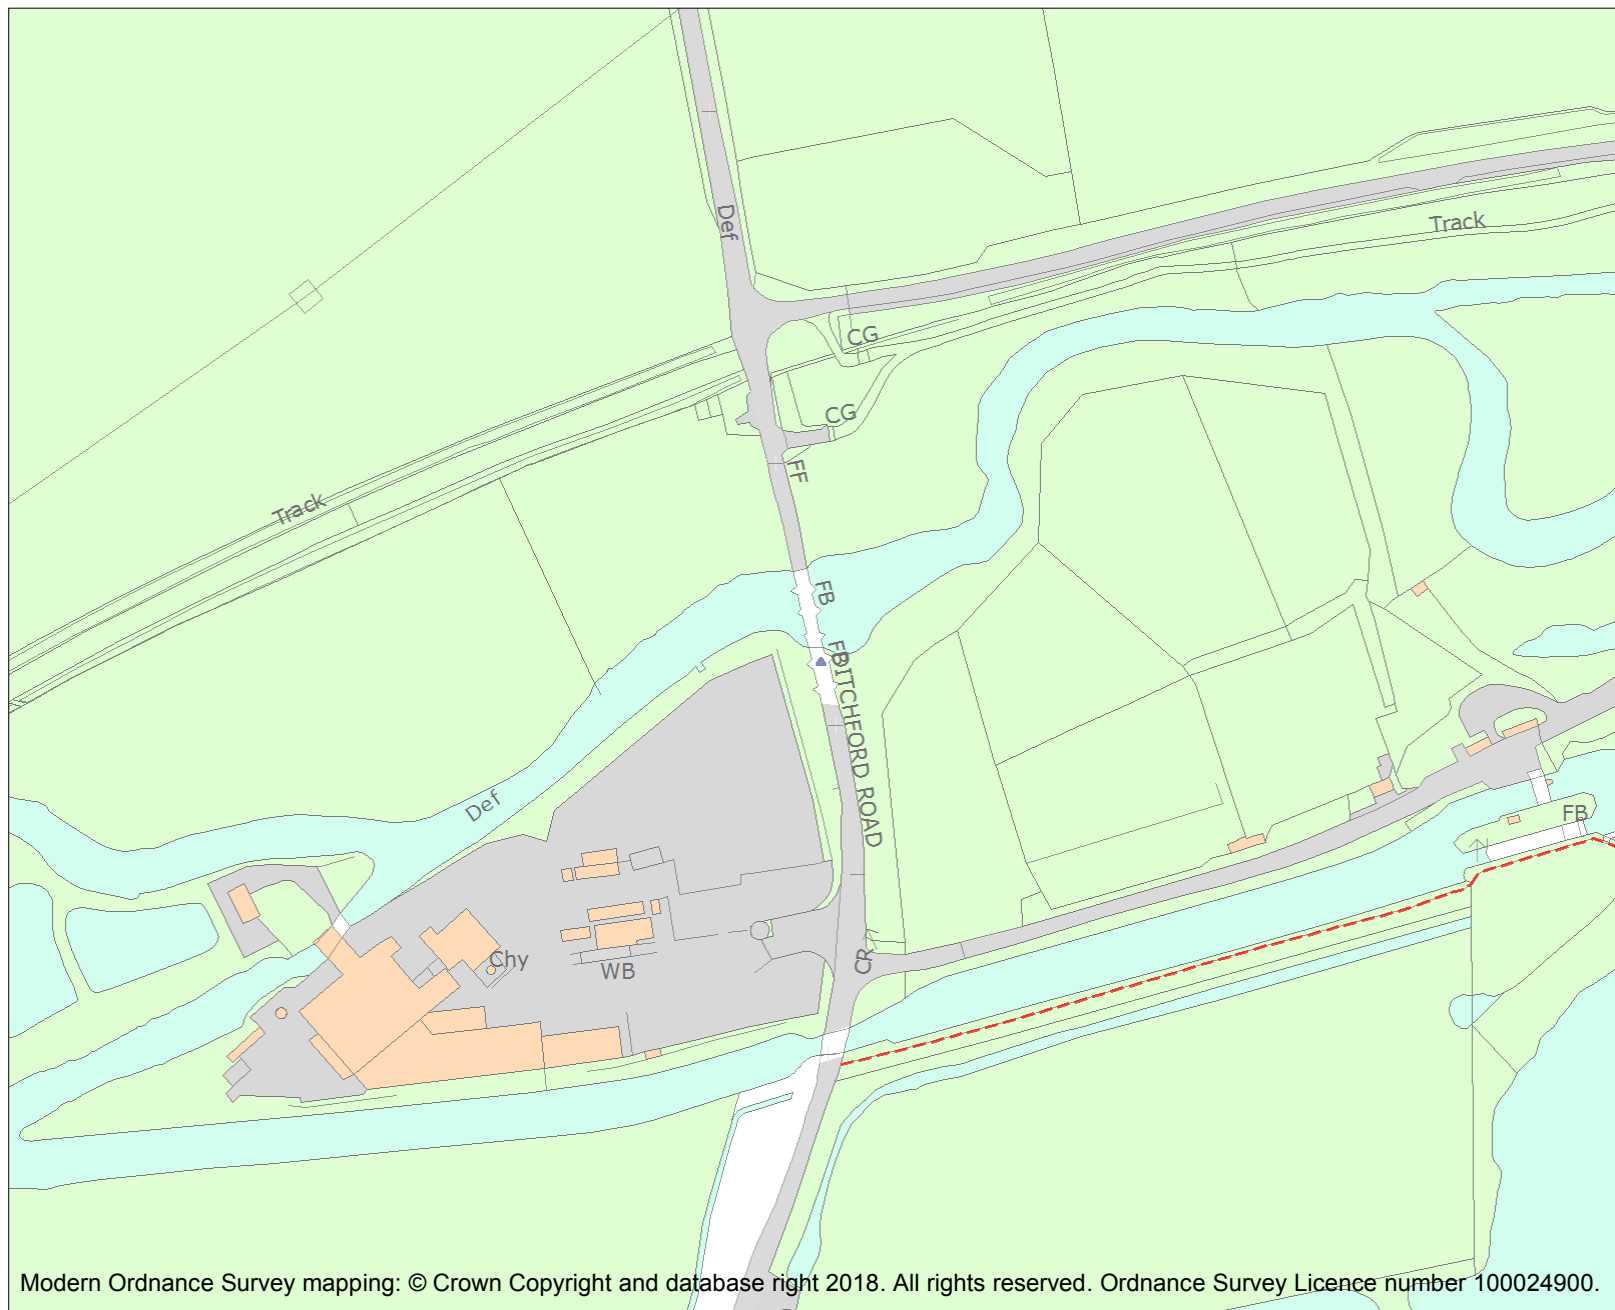 Def
Track
CG
CG
FF
Track
FB
FB
DITCHFORD ROAD
Def
FB
Chy
WB
CR
Modern Ordnance Survey mapping: © Crown Copyright and database right 2018. All rights reserved. Ordnance Survey Licence number 100024900.